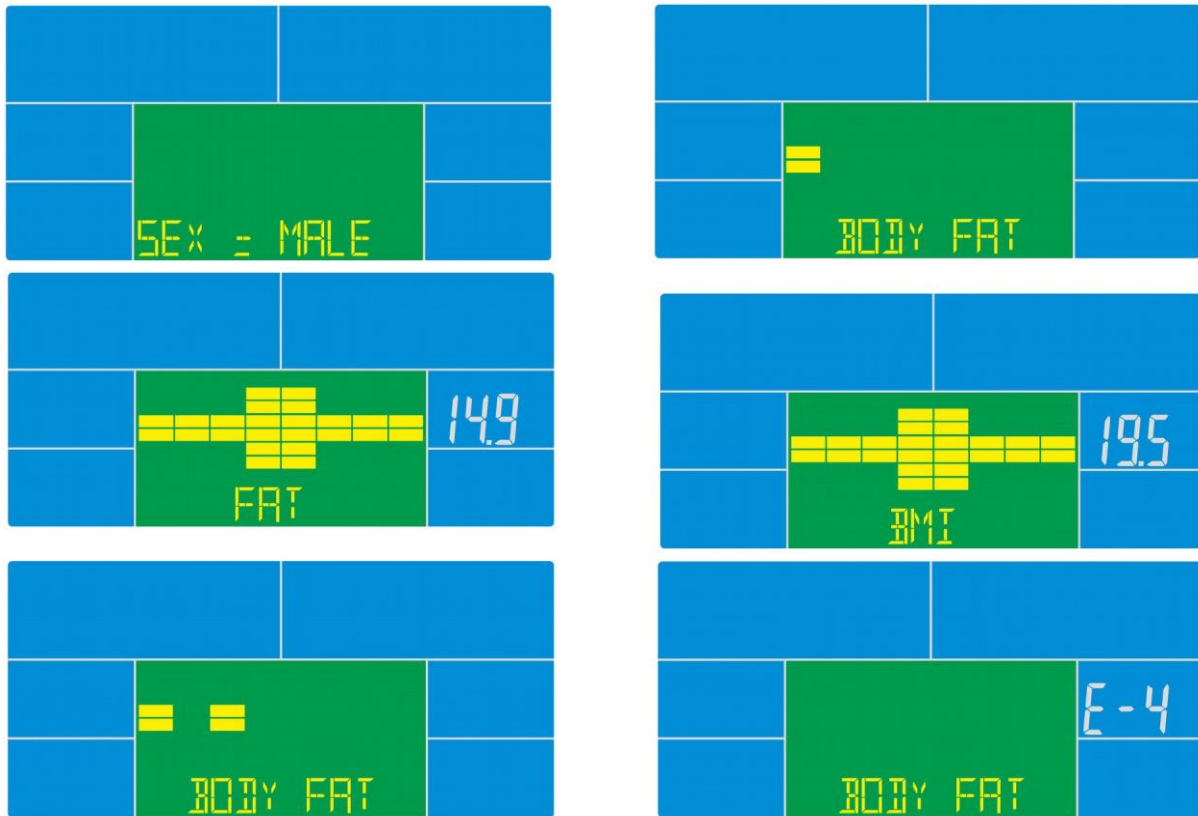 SEX = MALE
BODY FAT
14.9
FAT
19.5
BMI
BODY FAT
E-4
BODY FAT